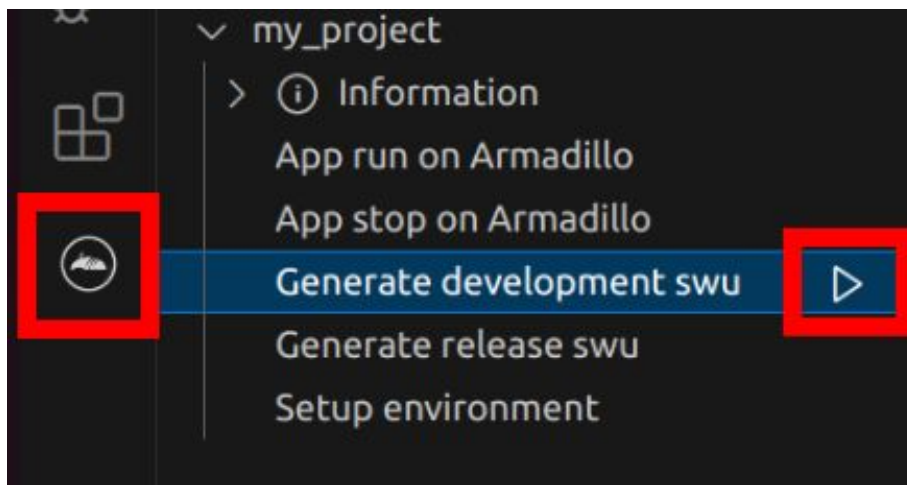 my_project
Information
App run on Armadillo
App stop on Armadillo
Generate development swu
Generate release swu
Setup environment